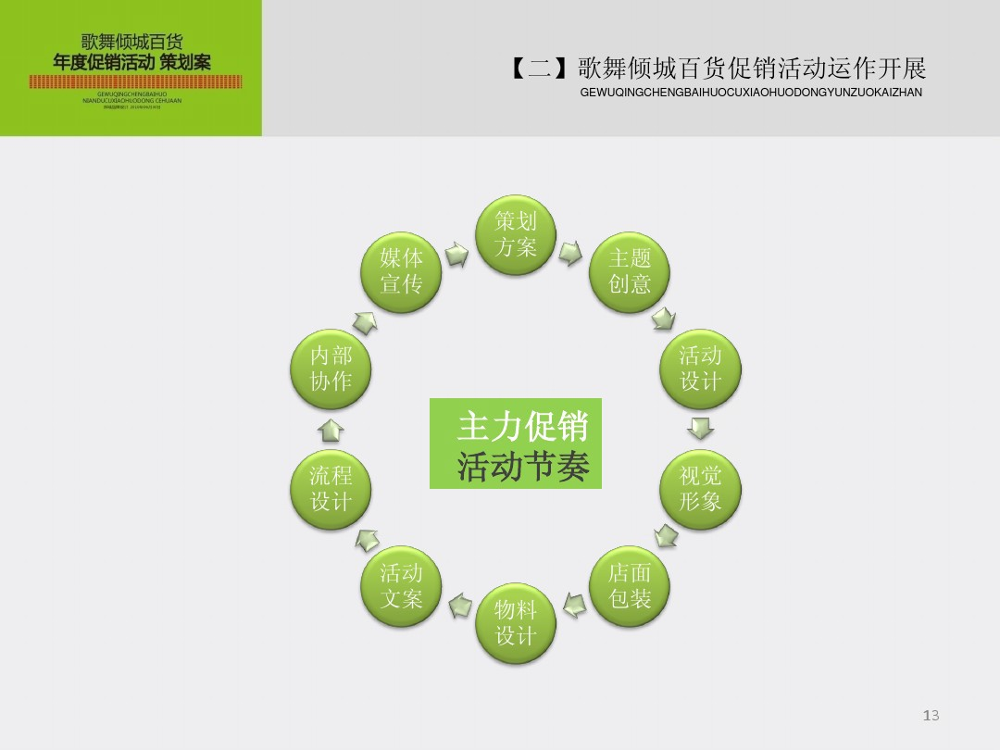 歌舞倾城百货
年度促销活动 策划案
GEWUQINGCHENGBAIHUO
NIANDUCUXIAOHUODONG CEHUAAN
【二】歌舞倾城百货促销活动运作开展
GEWUQINGCHENGBAIHUOCUXIAOHUODONGYUNZUOKAIZHAN
策划
方案
主题
创意
活动
设计
视觉
形象
店面
包装
物料
设计
活动
文案
流程
设计
内部
协作
媒体
宣传
主力促销
活动节奏
13